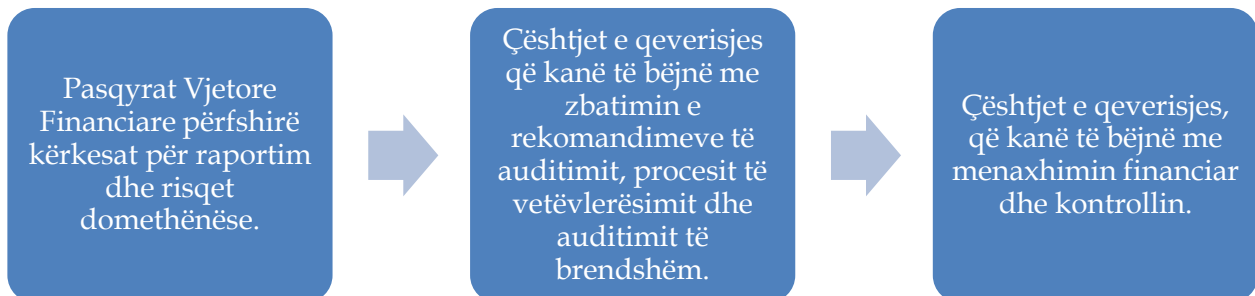 Pasqyrat Vjetore
Financiare përfshirë
kërkesat për raportim
dhe risqet
domethënëse.
Çështjet e qeverisjes
që kanë të bëjnë me
zbatimin e
rekomandimeve të
auditimit, procesit të
vetëvlerësimit dhe
auditimit të
brendshëm.
Çështjet e qeverisjes,
që kanë të bëjnë me
menaxhimin financiar
dhe kontrollin.